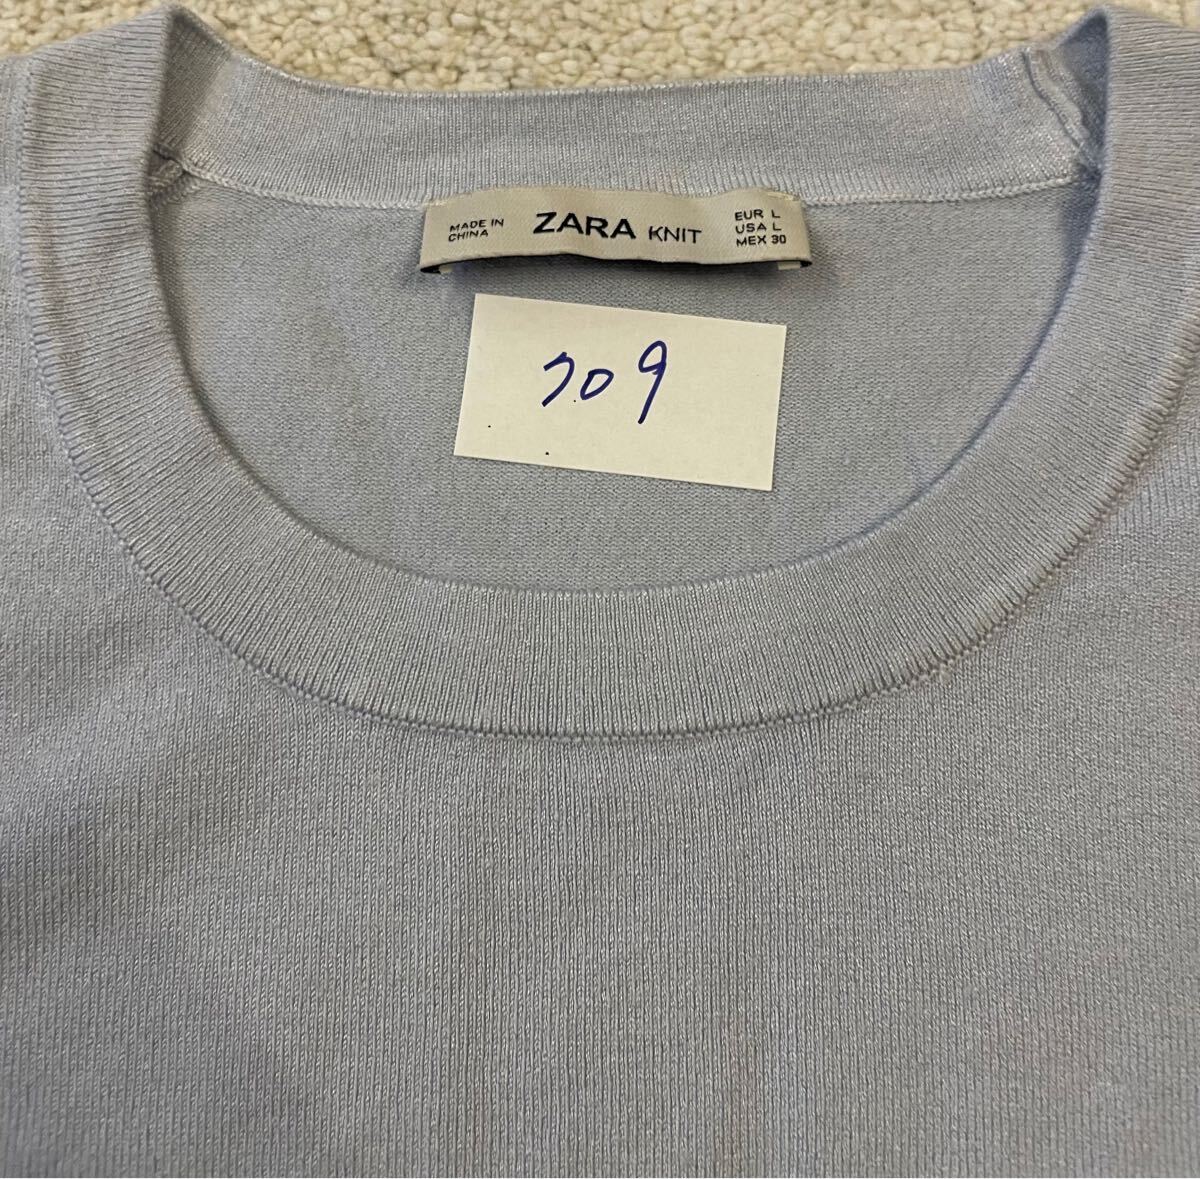 MADE IN
CHINA
ZARA KNIT
EUR L
USA L
MEX 30
709